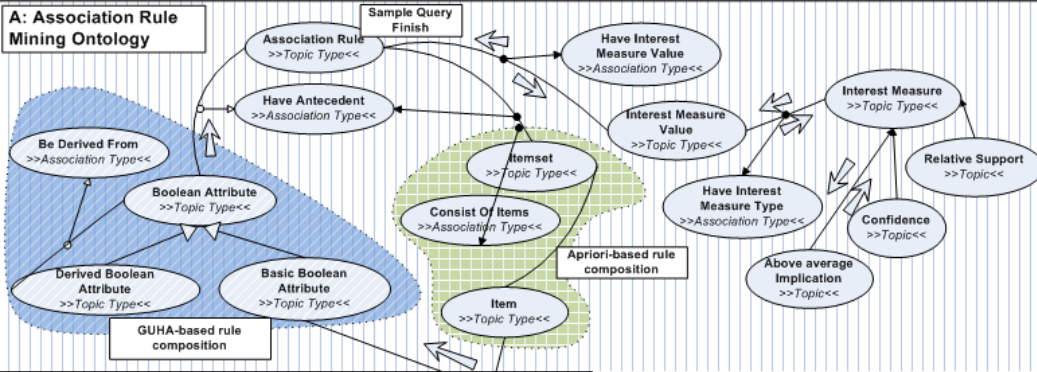 A: Association Rule
Mining Ontology
Sample Query
Finish
Association Rule
>>Topic Type<<
Have Interest
Measure Value
>>Association Type<<
Have Antecedent
>>Association Type<<
Interest Measure
>>Topic Type<<
Interest Measure
Value
>>Topic Type<<
Be Derived From
>>Association Type<<
Itemset
>>Topic Type<<
Relative Support
>>Topic<<
Boolean Attribute
>>Topic Type<<
Have Interest
Measure Type
>>Association Type<<
Consist Of Items
>>Association Type<<
Confidence
>>Topic<<
Apriori-based rule
composition
Above average
Implication
>>Topic<<
Derived Boolean
Attribute
>>Topic Type<<
Basic Boolean
Attribute
>>Topic Type<<
Item
>>Topic Type<<
GUHA-based rule
composition